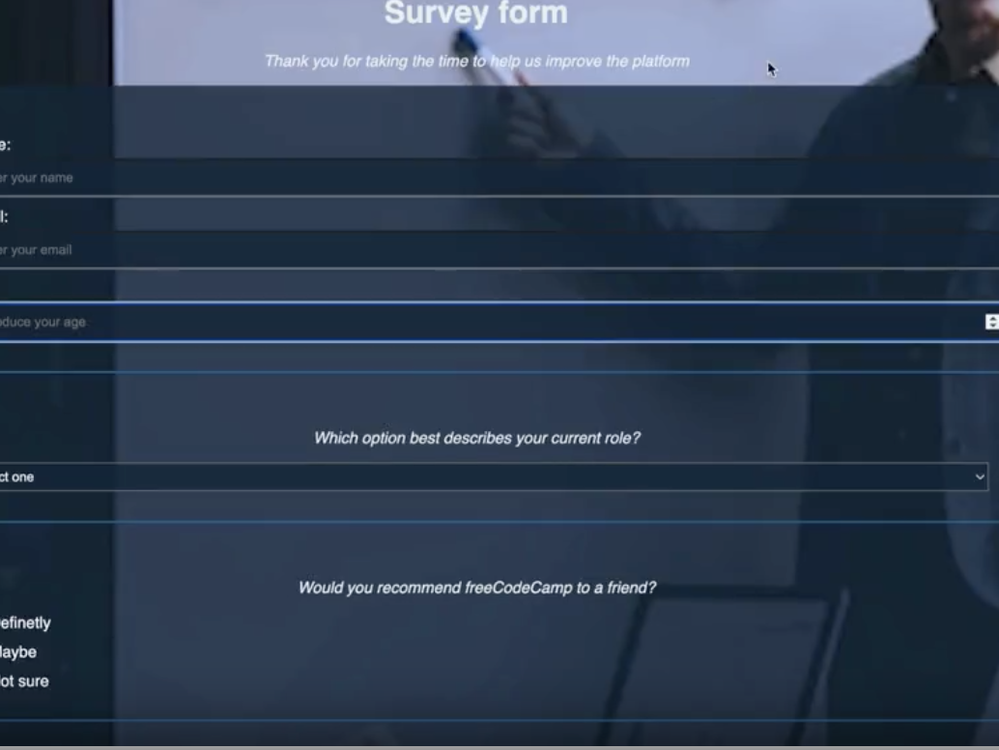 Survey form
Thank you for taking the time to help us improve the platform
e:
er your name
l:
er your email
oduce your age
Which option best describes your current role?
ct one
Would you recommend freeCodeCamp to a friend?
efinetly
aybe
ot sure